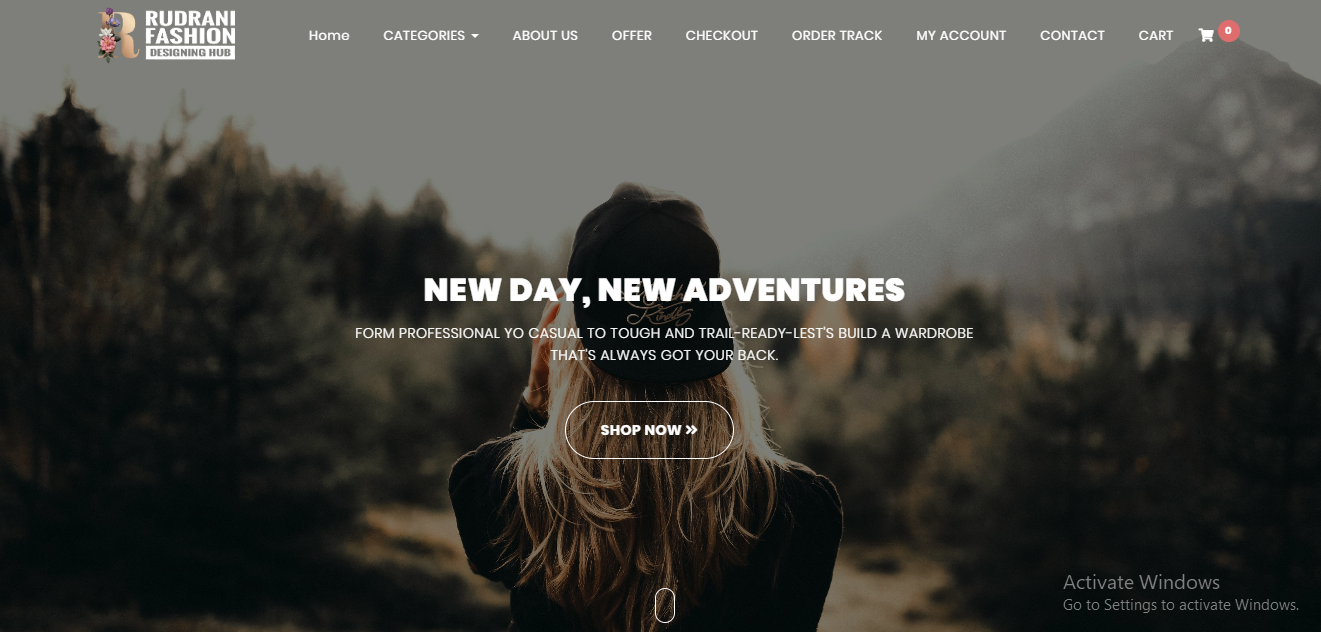 RUDRANI
FASHION
DESIGNING HUB
Home CATEGORIES ABOUT US OFFER CHECKOUT ORDER TRACK MY ACCOUNT CONTACT CART 0
NEW DAY, NEW ADVENTURES
FORM PROFESSIONAL YO CASUAL TO TOUGH AND TRAIL-READY-LEST'S BUILD A WARDROBE
THAT'S ALWAYS GOT YOUR BACK.
SHOP NOW »
Activate Windows
Go to Settings to activate Windows.